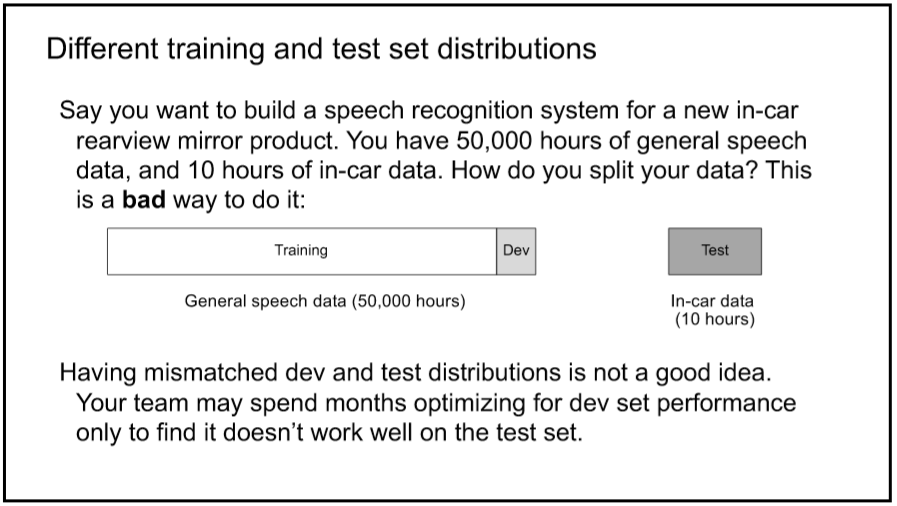 Different training and test set distributions
Say you want to build a speech recognition system for a new in-car
rearview mirror product. You have 50,000 hours of general speech
data, and 10 hours of in-car data. How do you split your data? This
is a bad way to do it:
Training
Dev
Test
General speech data (50,000 hours)
In-car data
(10 hours)
Having mismatched dev and test distributions is not a good idea.
Your team may spend months optimizing for dev set performance
only to find it doesn’t work well on the test set.